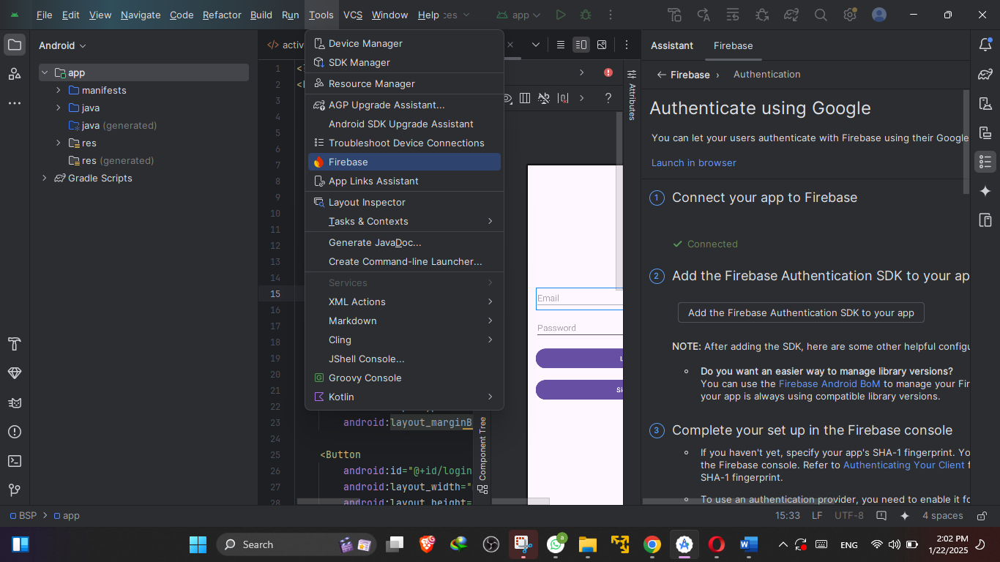 File Edit View Navigate Code Refactor Build Run Tools VCS Window Help ces app
Android
app
manifests
java
java (generated)
res
res (generated)
Gradle Scripts
</> activ
1
2
3
4
5
6
7
8
9
10
11
12
13
14
15
16
17
18
19
20
21
22
23
24
25
26
27
28
Device Manager
SDK Manager
Resource Manager
AGP Upgrade Assistant...
Android SDK Upgrade Assistant
Troubleshoot Device Connections
Firebase
App Links Assistant
Layout Inspector
Tasks & Contexts
Generate JavaDoc...
Create Command-line Launcher...
Services
XML Actions
Markdown
Cling
JShell Console...
Groovy Console
Kotlin
android:layout_marginB
<Button
android:id="@+id/login
android:layout_width="
android:layout_height=
?
Attributes
Component Tree
Email
Password
L
Si
Assistant Firebase
Firebase › Authentication
Authenticate using Google
You can let your users authenticate with Firebase using their Google
Launch in browser
1 Connect your app to Firebase
Connected
2 Add the Firebase Authentication SDK to your ap
Add the Firebase Authentication SDK to your app
NOTE: After adding the SDK, here are some other helpful configu
Do you want an easier way to manage library versions?
You can use the Firebase Android BoM to manage your Fir
your app is always using compatible library versions.
3 Complete your set up in the Firebase console
If you haven't yet, specify your app's SHA-1 fingerprint. Yo
the Firebase console. Refer to Authenticating Your Client f
SHA-1 fingerprint.
To use an authentication provider, you need to enable it fo
BSP > app
15:33 LF UTF-8 4 spaces
Search
ENG
2:02 PM
1/22/2025